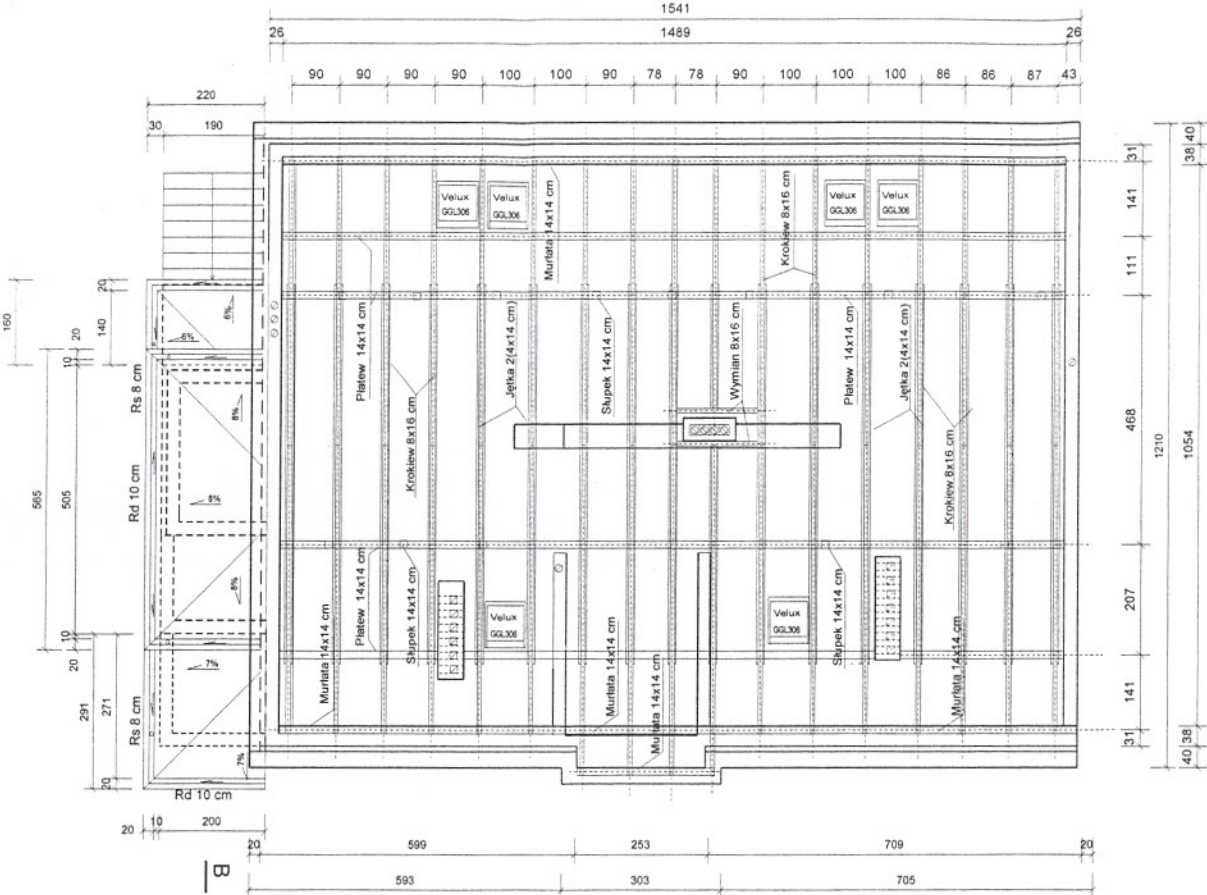 1541
26 1489 26
90 90 90 90 100 100 90 78 78 90 100 100 100 86 86 87 43
220
30 190
40
38
31
141
111
468
207
141
31
38
40
1210
1054
Velux
GGL306
Velux
GGL306
Velux
GGL306
Velux
GGL306
Murłata 14x14 cm
Krokiew 8x16 cm
Płatew 14x14 cm
Krokiew 8x16 cm
Jętka 2(4x14 cm)
Słupek 14x14 cm
Wymian 8x16 cm
Płatew 14x14 cm
Jętka 2(4x14 cm)
Krokiew 8x16 cm
160
20
140
20
10
565
505
10
20
291
271
20
6%
6%
8%
8%
8%
7%
7%
Rs 8 cm
Rd 10 cm
Rs 8 cm
Rd 10 cm
Murłata 14x14 cm
Płatew 14x14 cm
Słupek 14x14 cm
Velux
GGL306
Murłata 14x14 cm
Murłata 14x14 cm
Velux
GGL306
Słupek 14x14 cm
Murłata 14x14 cm
20 10 200
20 599 253 709 20
593 303 705
B